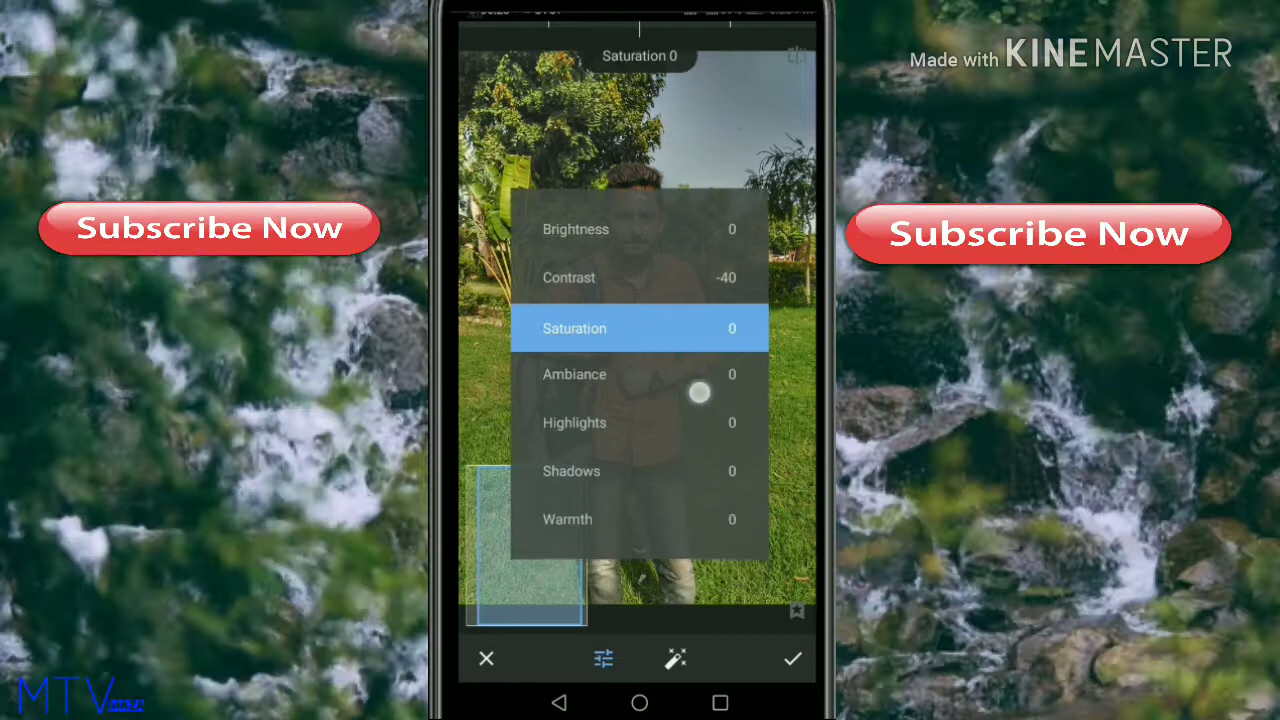 Saturation 0
Made with KINEMASTER
Subscribe Now
Subscribe Now
Brightness 0
Contrast -40
Saturation 0
Ambiance 0
Highlights 0
Shadows 0
Warmth 0
MTV